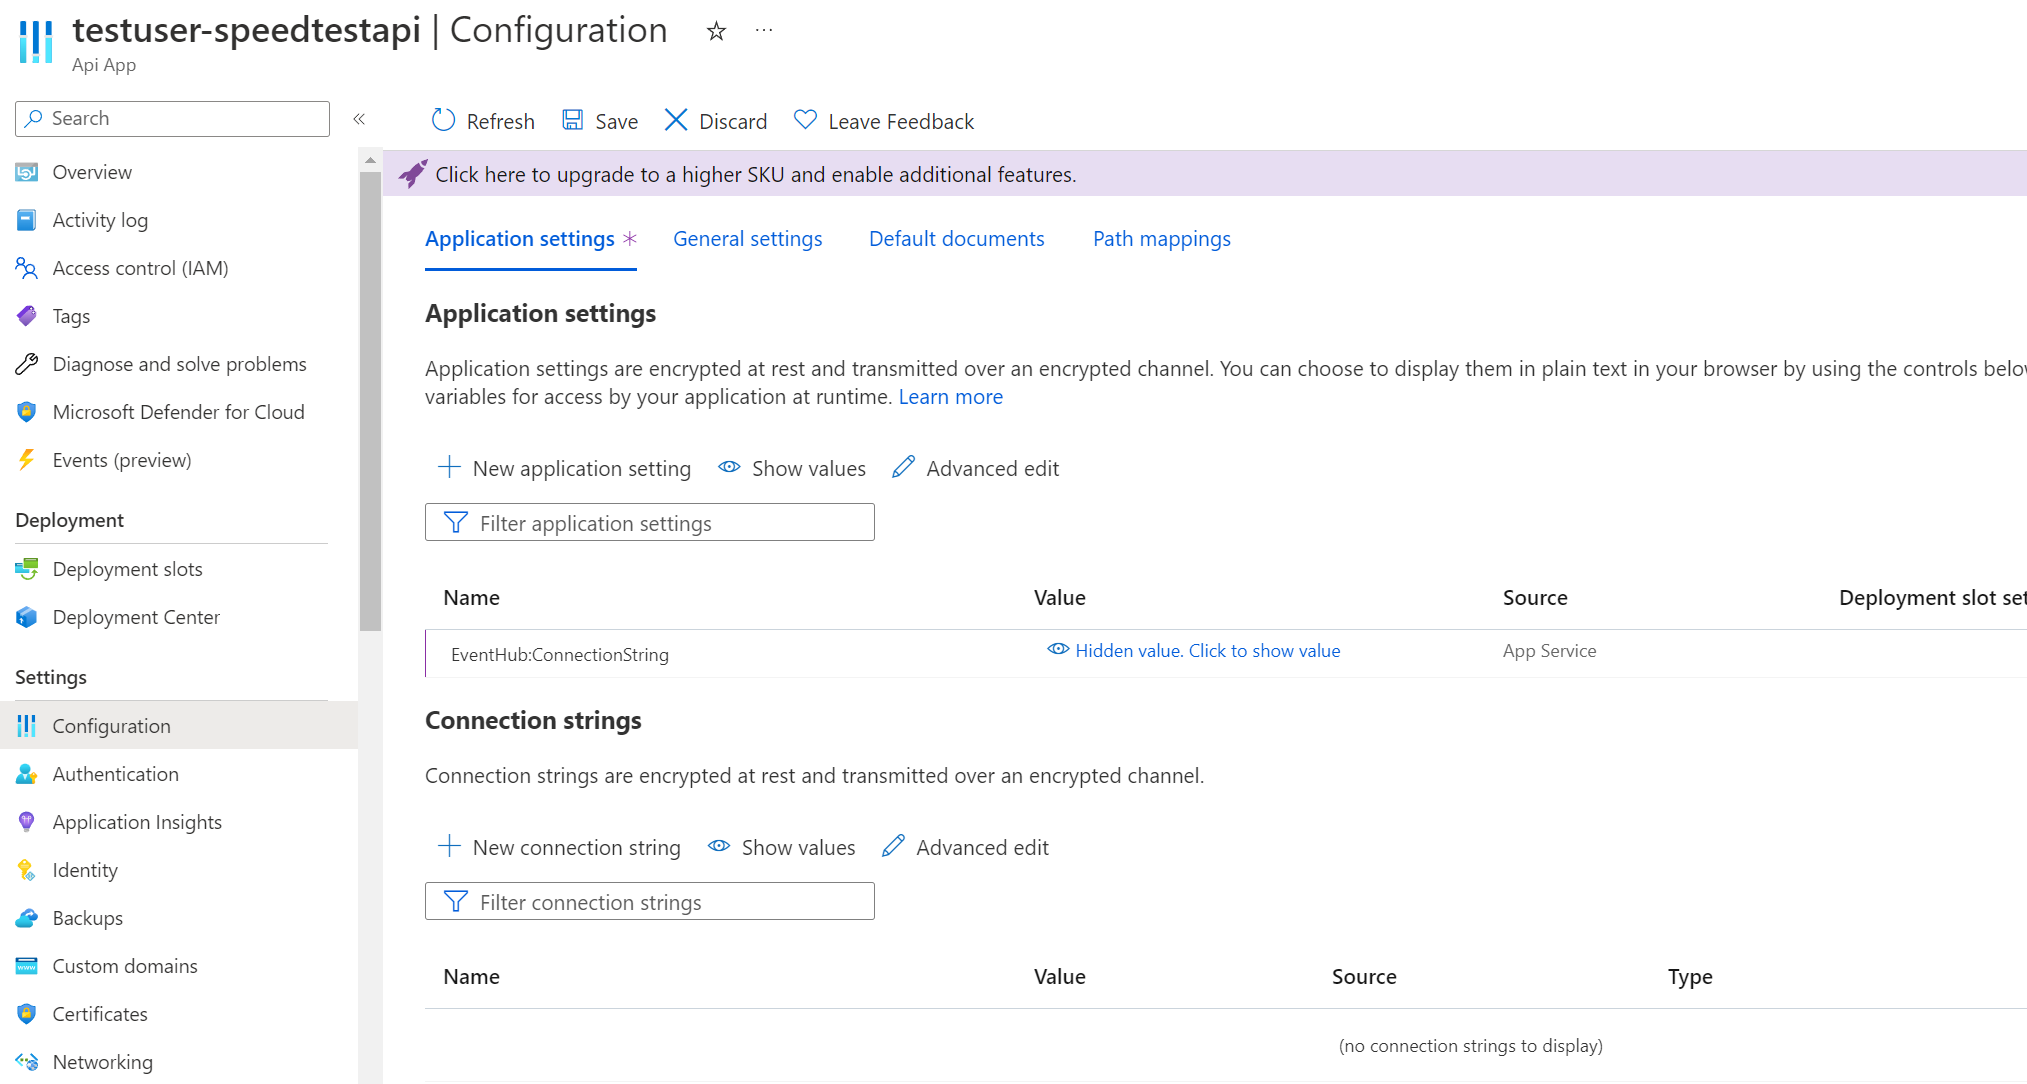 testuser-speedtestapi | Configuration
Api App
Search
Refresh
Save
Discard
Leave Feedback
Overview
Activity log
Access control (IAM)
Tags
Diagnose and solve problems
Microsoft Defender for Cloud
Events (preview)
Deployment
Deployment slots
Deployment Center
Settings
Configuration
Authentication
Application Insights
Identity
Backups
Custom domains
Certificates
Networking
Click here to upgrade to a higher SKU and enable additional features.
Application settings
General settings
Default documents
Path mappings
Application settings
Application settings are encrypted at rest and transmitted over an encrypted channel. You can choose to display them in plain text in your browser by using the controls
variables for access by your application at runtime. Learn more
New application setting
Show values
Advanced edit
Filter application settings
Name Value Source Deployment slot
EventHub:ConnectionString Hidden value. Click to show value App Service
Connection strings
Connection strings are encrypted at rest and transmitted over an encrypted channel.
New connection string
Show values
Advanced edit
Filter connection strings
Name Value Source Type
(no connection strings to display)